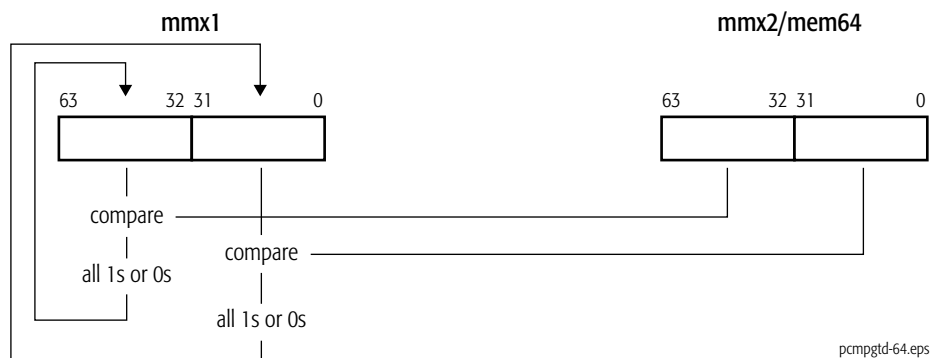 mmx1 mmx2/mem64
63 32 31 0 63 32 31 0
compare
compare
all 1s or 0s
all 1s or 0s
pcmpgtd-64.eps